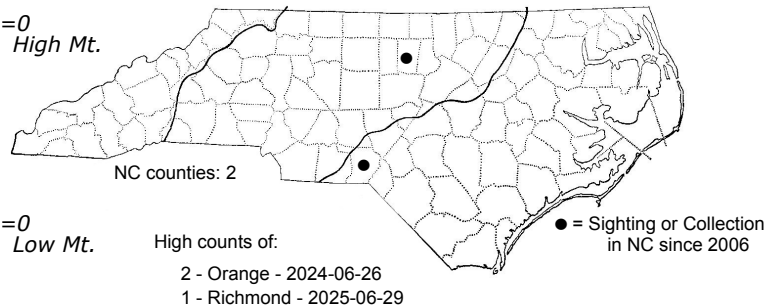 =0
High Mt.
NC counties: 2
=0
Low Mt.
High counts of:
2 - Orange - 2024-06-26
1 - Richmond - 2025-06-29
● = Sighting or Collection
in NC since 2006